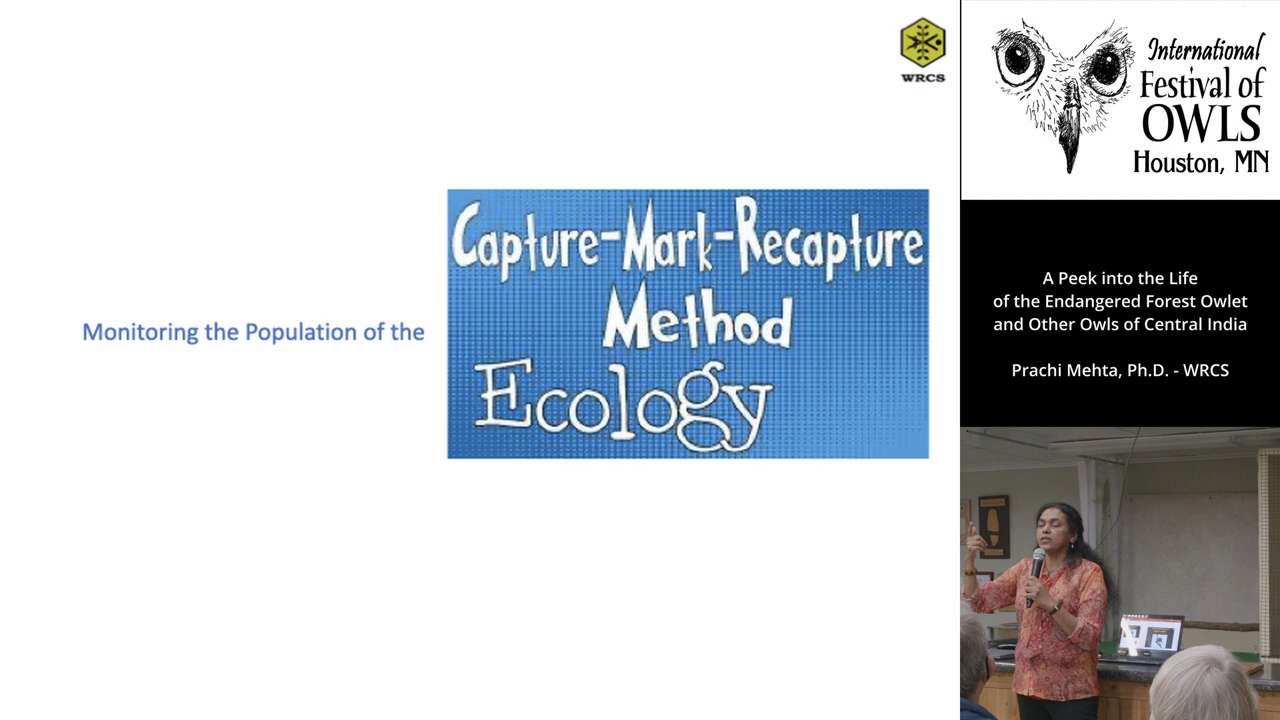 WRCS
Monitoring the Population of the
Capture-Mark-Recapture
Method
Ecology
International
Festival of
OWLS
Houston, MN
A Peek into the Life
of the Endangered Forest Owlet
and Other Owls of Central India
Prachi Mehta, Ph.D. - WRCS